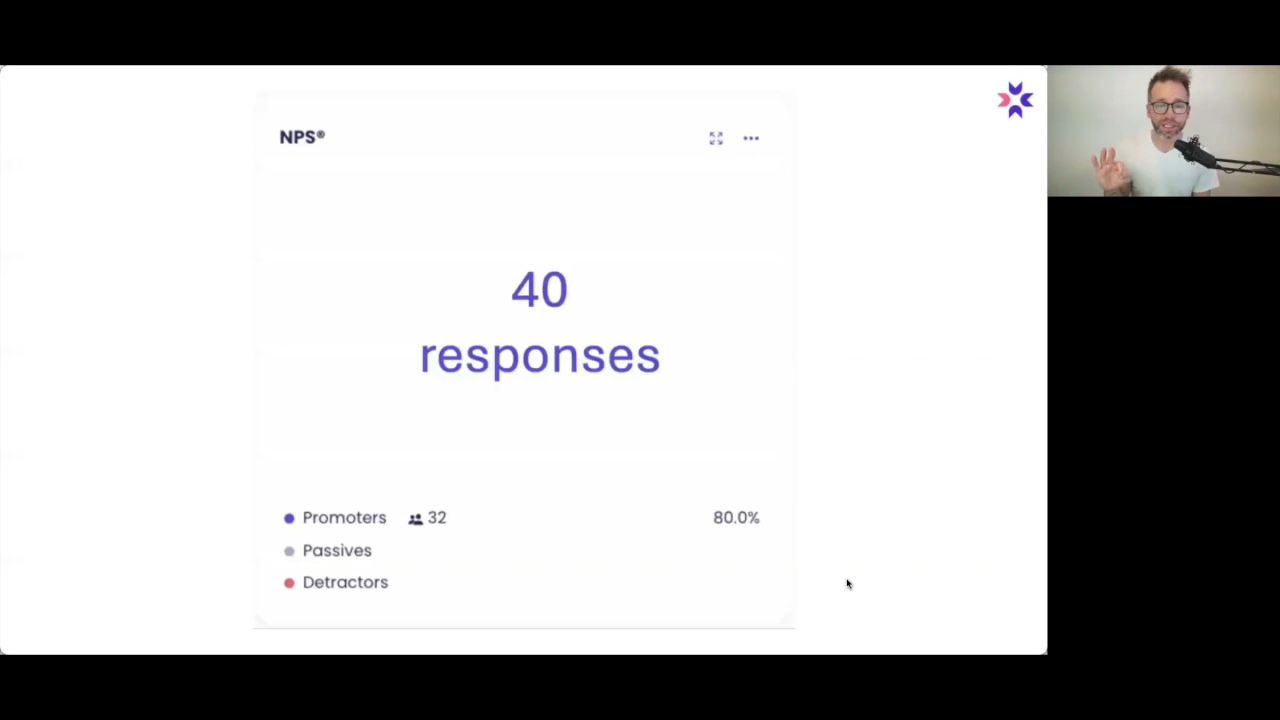 NPS®
40
responses
Promoters 32 80.0%
Passives
Detractors